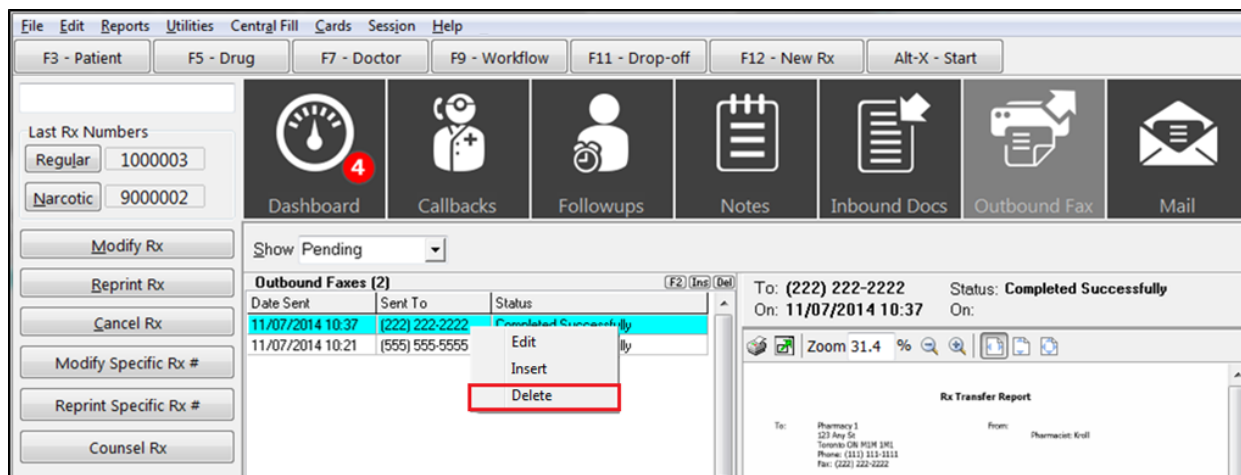 File Edit Reports Utilities Central Fill Cards Session Help
F3 - Patient F5 - Drug F7 - Doctor F9 - Workflow F11 - Drop-off F12 - New Rx Alt-X - Start
Last Rx Numbers
Regular 1000003
Narcotic 9000002
4
Dashboard Callbacks Followups Notes Inbound Docs Outbound Fax Mail
Modify Rx
Reprint Rx
Cancel Rx
Modify Specific Rx #
Reprint Specific Rx #
Counsel Rx
Show Pending
Outbound Faxes (2) F2 Ins Del
Date Sent Sent To Status
11/07/2014 10:37 (222) 222-2222 Completed Successfully
11/07/2014 10:21 (555) 555-5555 lly
Edit
Insert
Delete
To: (222) 222-2222 Status: Completed Successfully
On: 11/07/2014 10:37 On:
Zoom 31.4 %
Rx Transfer Report
To: Pharmacy 1 From:
123 Any St Pharmacist: Kroll
Toronto ON M1M 1M1
Phone: (111) 111-1111
Fax: (222) 222-2222